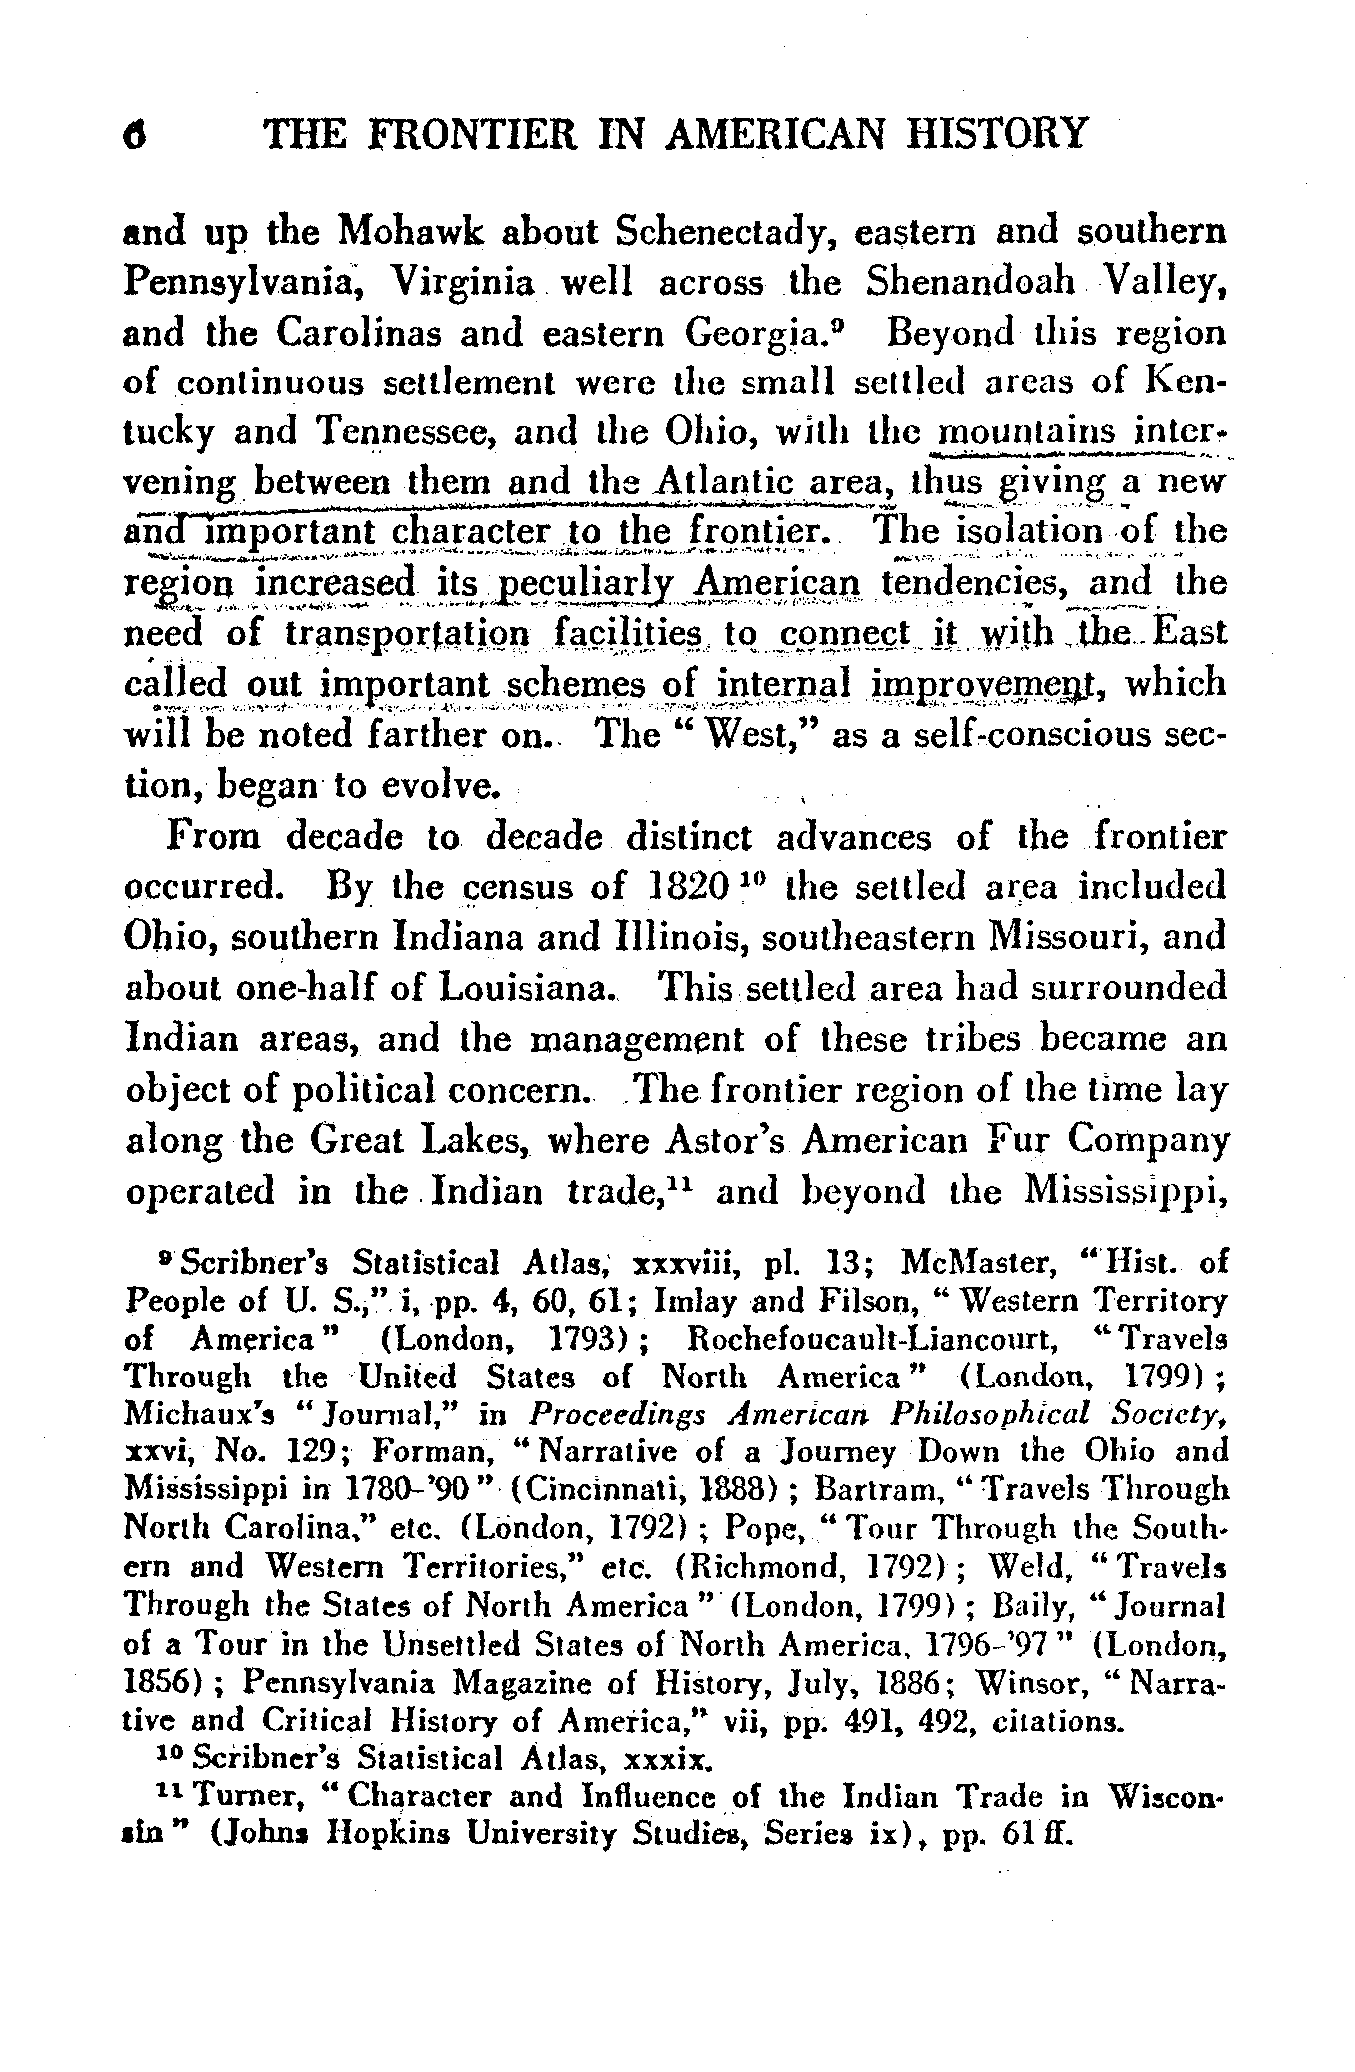 6 THE FRONTIER IN AMERICAN HISTORY
and up the Mohawk about Schenectady, eastern and southern
Pennsylvania, Virginia well across the Shenandoah Valley,
and the Carolinas and eastern Georgia.⁹ Beyond this region
of continuous settlement were the small settled areas of Ken-
tucky and Tennessee, and the Ohio, with the mountains inter-
vening between them and the Atlantic area, thus giving a new
and important character to the frontier. The isolation of the
region increased its peculiarly American tendencies, and the
need of transportation facilities to connect it with the East
called out important schemes of internal improvement, which
will be noted farther on. The “ West,” as a self-conscious sec-
tion, began to evolve.
From decade to decade distinct advances of the frontier
occurred. By the census of 1820 ¹⁰ the settled area included
Ohio, southern Indiana and Illinois, southeastern Missouri, and
about one-half of Louisiana. This settled area had surrounded
Indian areas, and the management of these tribes became an
object of political concern. The frontier region of the time lay
along the Great Lakes, where Astor’s American Fur Company
operated in the Indian trade,¹¹ and beyond the Mississippi,
⁹ Scribner’s Statistical Atlas, xxxviii, pl. 13; McMaster, “ Hist. of
People of U. S.,” i, pp. 4, 60, 61; Imlay and Filson, “ Western Territory
of America ” (London, 1793) ; Rochefoucault-Liancourt, “ Travels
Through the United States of North America ” (London, 1799) ;
Michaux’s “ Journal,” in Proceedings American Philosophical Society,
xxvi, No. 129; Forman, “ Narrative of a Journey Down the Ohio and
Mississippi in 1780–’90 ” (Cincinnati, 1888) ; Bartram, “ Travels Through
North Carolina,” etc. (London, 1792) ; Pope, “ Tour Through the South-
ern and Western Territories,” etc. (Richmond, 1792) ; Weld, “ Travels
Through the States of North America ” (London, 1799) ; Baily, “ Journal
of a Tour in the Unsettled States of North America, 1796–’97 ” (London,
1856) ; Pennsylvania Magazine of History, July, 1886; Winsor, “ Narra-
tive and Critical History of America,” vii, pp. 491, 492, citations.
¹⁰ Scribner’s Statistical Atlas, xxxix.
¹¹ Turner, “ Character and Influence of the Indian Trade in Wiscon-
sin ” (Johns Hopkins University Studies, Series ix), pp. 61 ff.